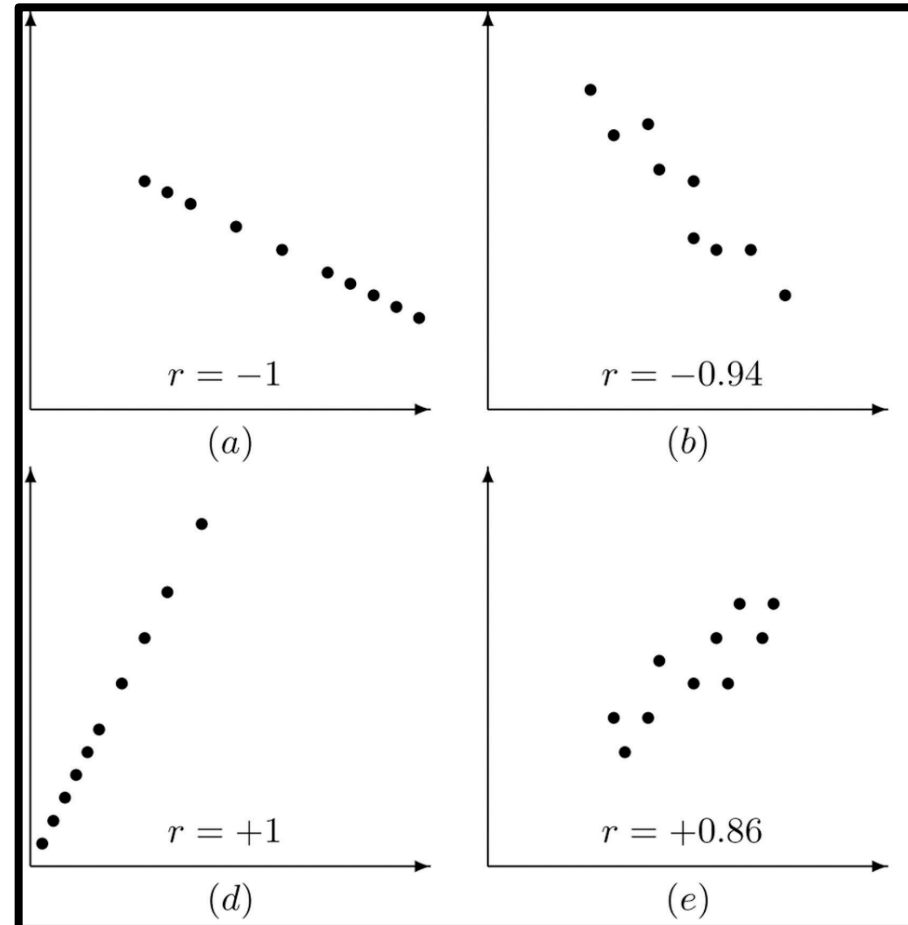 r = −1
(a)
r = −0.94
(b)
r = +1
(d)
r = +0.86
(e)